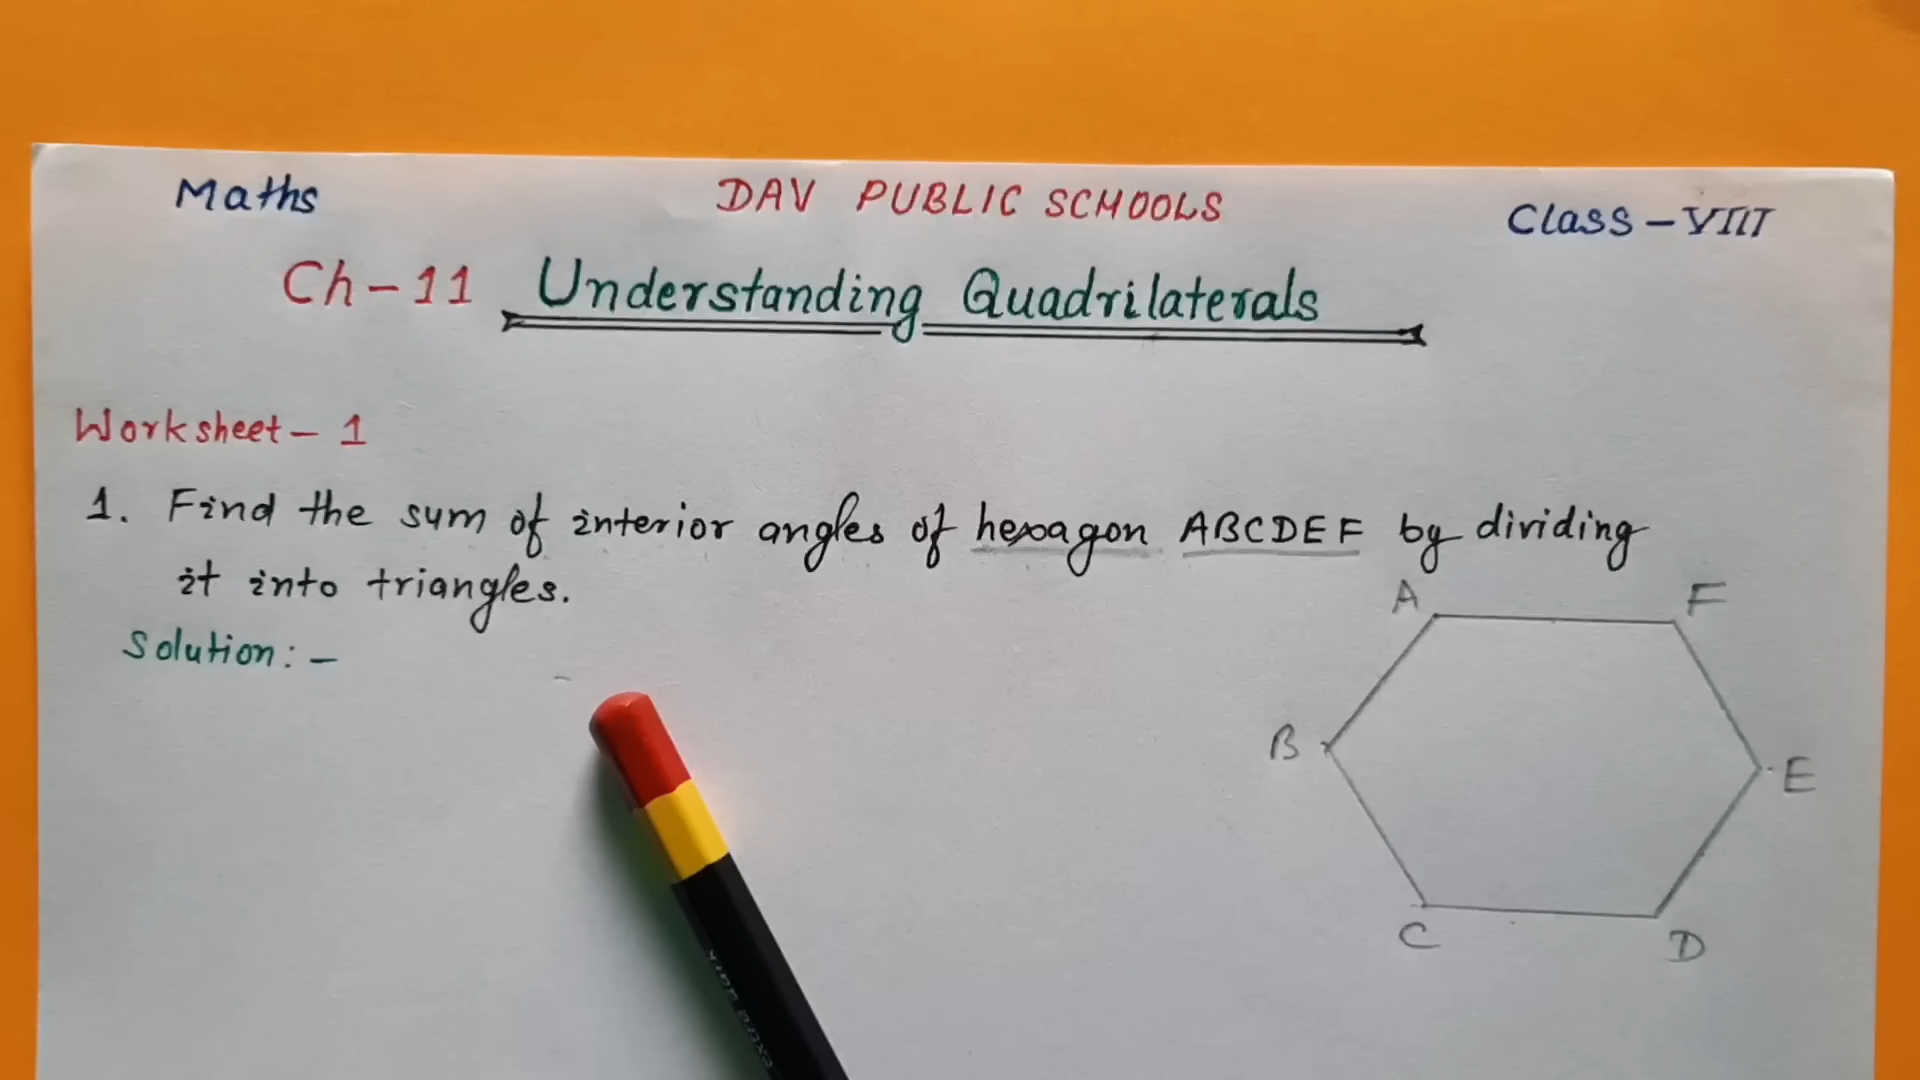 Maths DAV PUBLIC SCHOOLS Class - VIII
Ch - 11 Understanding Quadrilaterals
Worksheet - 1
1. Find the sum of interior angles of hexagon ABCDEF by dividing
it into triangles.
Solution: -
A F
B E
C D